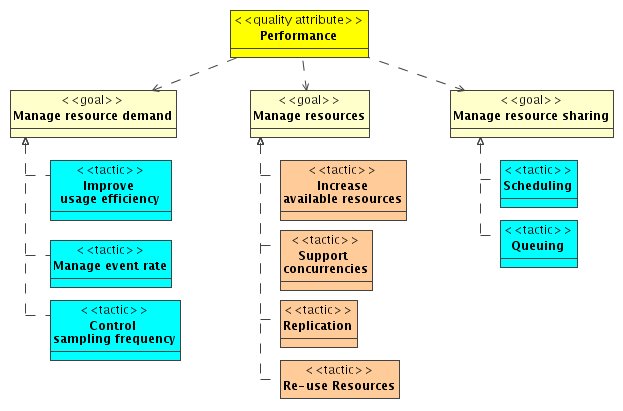 <<quality attribute>>
Performance
<<goal>>
Manage resource demand
<<tactic>>
Improve
usage efficiency
<<tactic>>
Manage event rate
<<tactic>>
Control
sampling frequency
<<goal>>
Manage resources
<<tactic>>
Increase
available resources
<<tactic>>
Support
concurrencies
<<tactic>>
Replication
<<tactic>>
Re-use Resources
<<goal>>
Manage resource sharing
<<tactic>>
Scheduling
<<tactic>>
Queuing